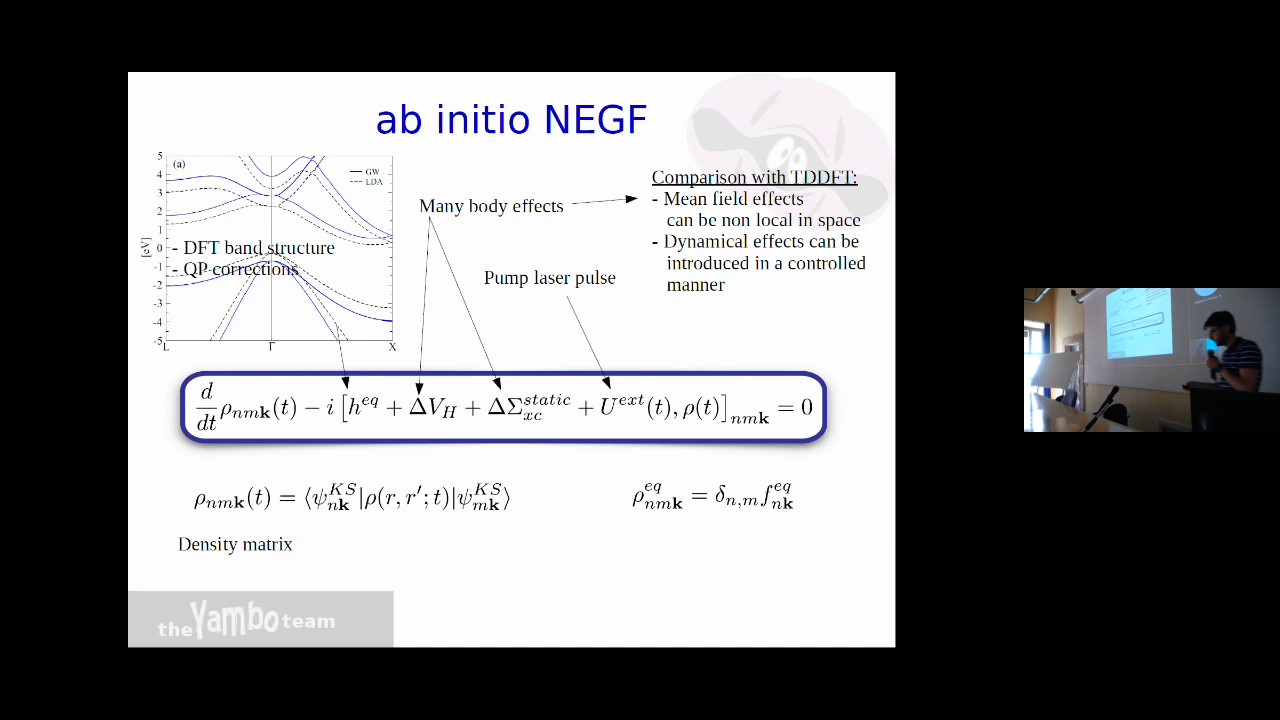 ab initio NEGF
(a)
GW
LDA
5
4
3
2
1
0
-1
-2
-3
-4
-5
[eV]
L Γ X
- DFT band structure
- QP corrections
Many body effects
Pump laser pulse
Comparison with TDDFT:
- Mean field effects
can be non local in space
- Dynamical effects can be
introduced in a controlled
manner
d/dt ρ_{nm𝐤}(t) − i [h^{eq} + ΔV_H + ΔΣ_{xc}^{static} + U^{ext}(t), ρ(t)]_{nm𝐤} = 0
ρ_{nm𝐤}(t) = ⟨ψ_{n𝐤}^{KS}|ρ(r, r′; t)|ψ_{m𝐤}^{KS}⟩
ρ_{nm𝐤}^{eq} = δ_{n,m} f_{n𝐤}^{eq}
Density matrix
the Yambo team